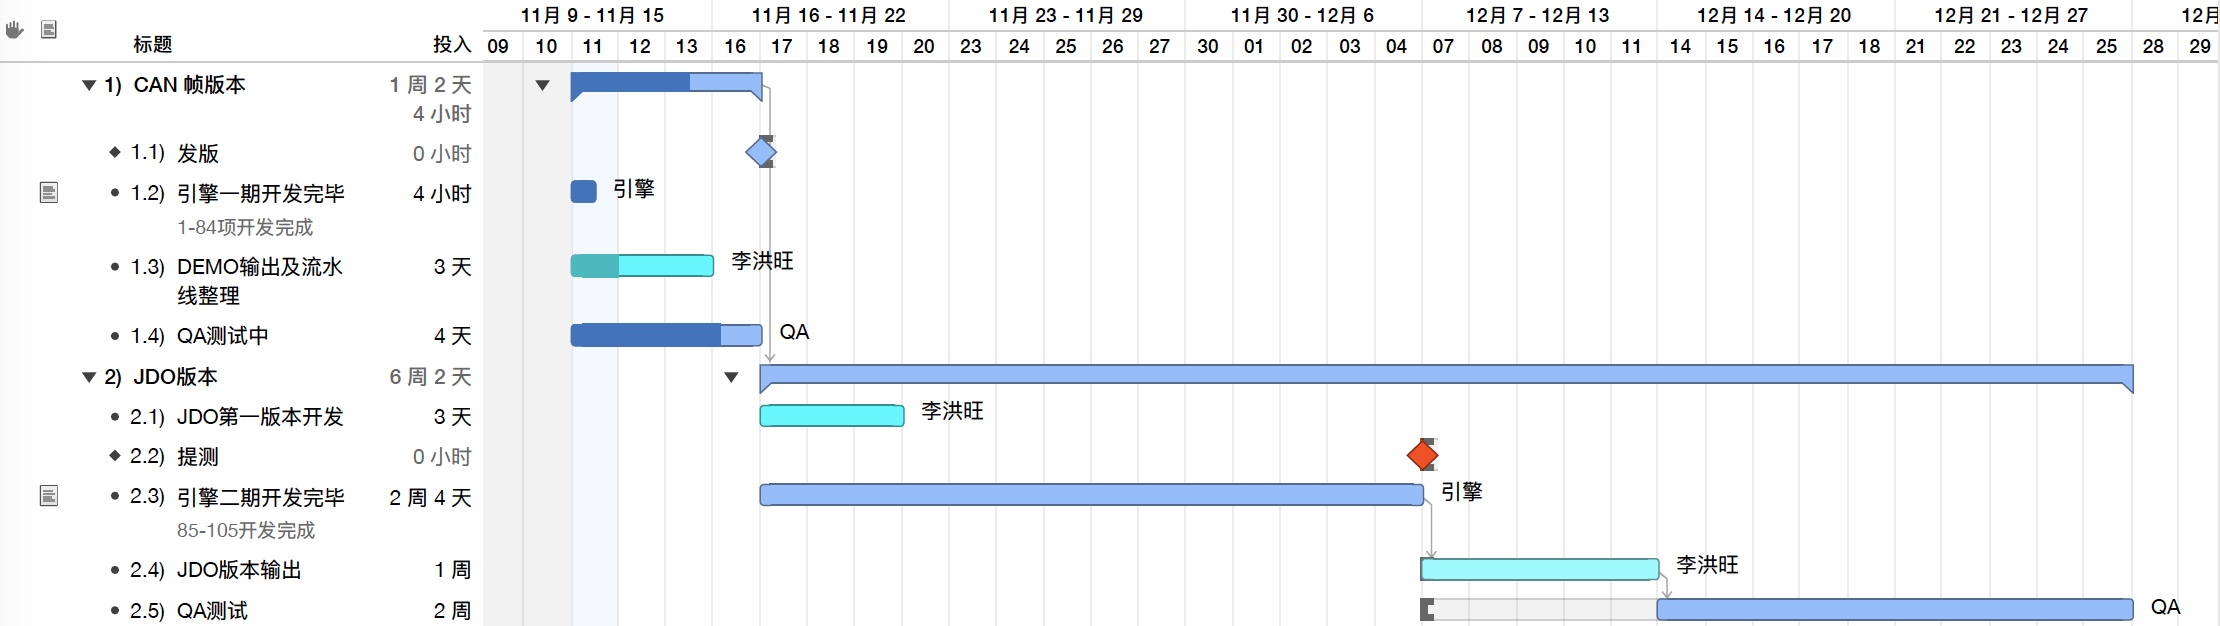 11月 9 - 11月 15 11月 16 - 11月 22 11月 23 - 11月 29 11月 30 - 12月 6 12月 7 - 12月 13 12月 14 - 12月 20 12月 21 - 12月 27 12月
标题 投入 09 10 11 12 13 16 17 18 19 20 23 24 25 26 27 30 01 02 03 04 07 08 09 10 11 14 15 16 17 18 21 22 23 24 25 28 29
1) CAN 帧版本 1 周 2 天
4 小时
1.1) 发版 0 小时
1.2) 引擎一期开发完毕 4 小时 引擎
1-84项开发完成
1.3) DEMO输出及流水 3 天 李洪旺
线整理
1.4) QA测试中 4 天 QA
2) JDO版本 6 周 2 天
2.1) JDO第一版本开发 3 天 李洪旺
2.2) 提测 0 小时
2.3) 引擎二期开发完毕 2 周 4 天 引擎
85-105开发完成
2.4) JDO版本输出 1 周 李洪旺
2.5) QA测试 2 周 QA